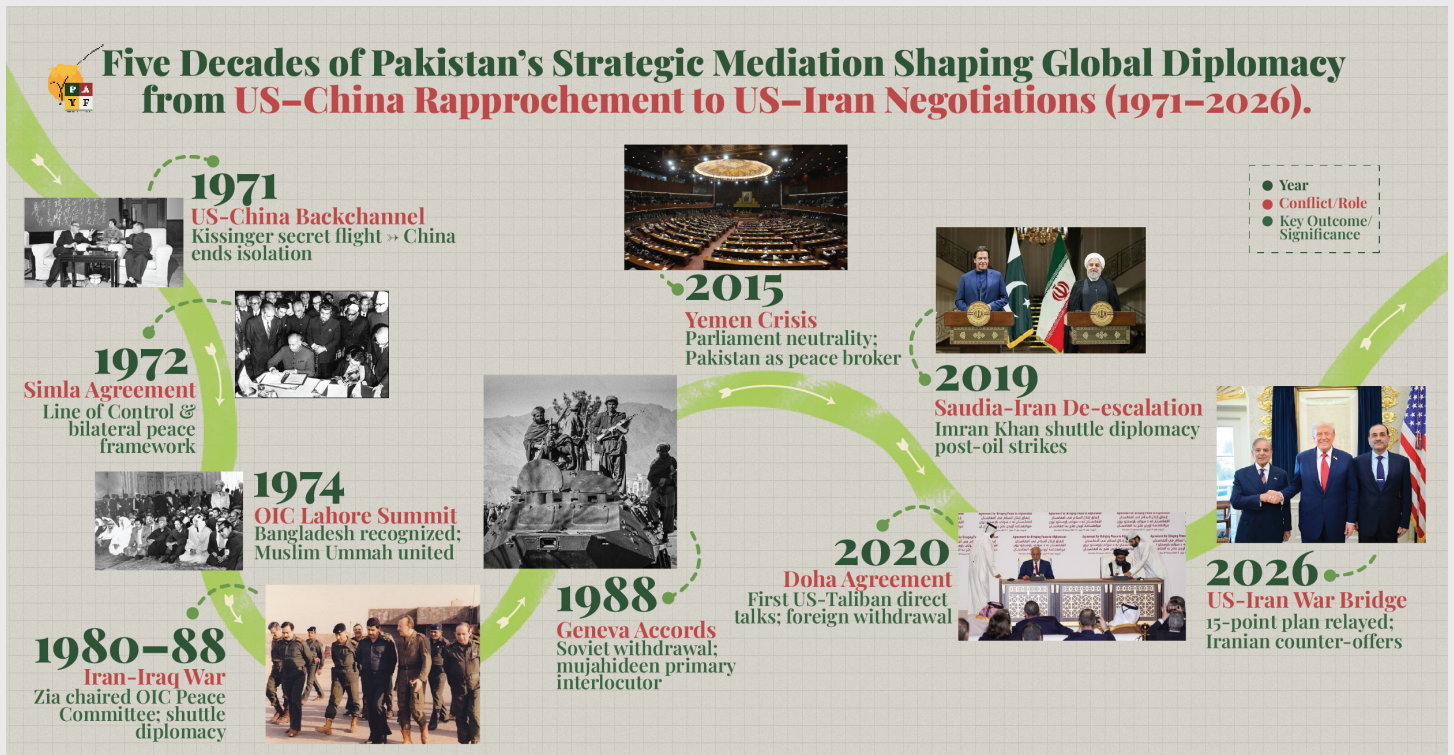 Five Decades of Pakistan's Strategic Mediation Shaping Global Diplomacy
from US–China Rapprochement to US–Iran Negotiations (1971–2026).
P A
Y F
1971
US-China Backchannel
Kissinger secret flight ↣ China
ends isolation
1972
Simla Agreement
Line of Control &
bilateral peace
framework
1974
OIC Lahore Summit
Bangladesh recognized;
Muslim Ummah united
1980–88
Iran-Iraq War
Zia chaired OIC Peace
Committee; shuttle
diplomacy
1988
Geneva Accords
Soviet withdrawal;
mujahideen primary
interlocutor
2015
Yemen Crisis
Parliament neutrality;
Pakistan as peace broker
2019
Saudia-Iran De-escalation
Imran Khan shuttle diplomacy
post-oil strikes
2020
Doha Agreement
First US-Taliban direct
talks; foreign withdrawal
2026
US-Iran War Bridge
15-point plan relayed;
Iranian counter-offers
Year
Conflict/Role
Key Outcome/
Significance